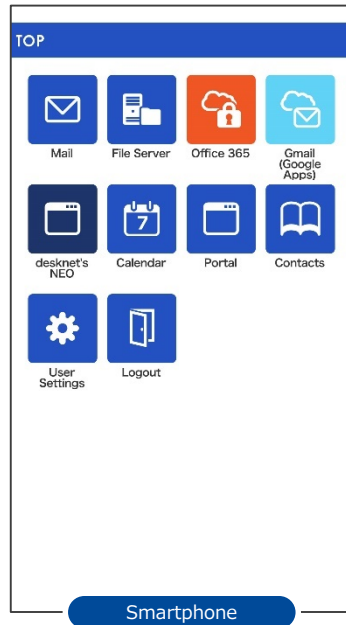 TOP
Mail
File Server
Office 365
Gmail
(Google
Apps)
desknet's
NEO
7
Calendar
Portal
Contacts
User
Settings
Logout
Smartphone